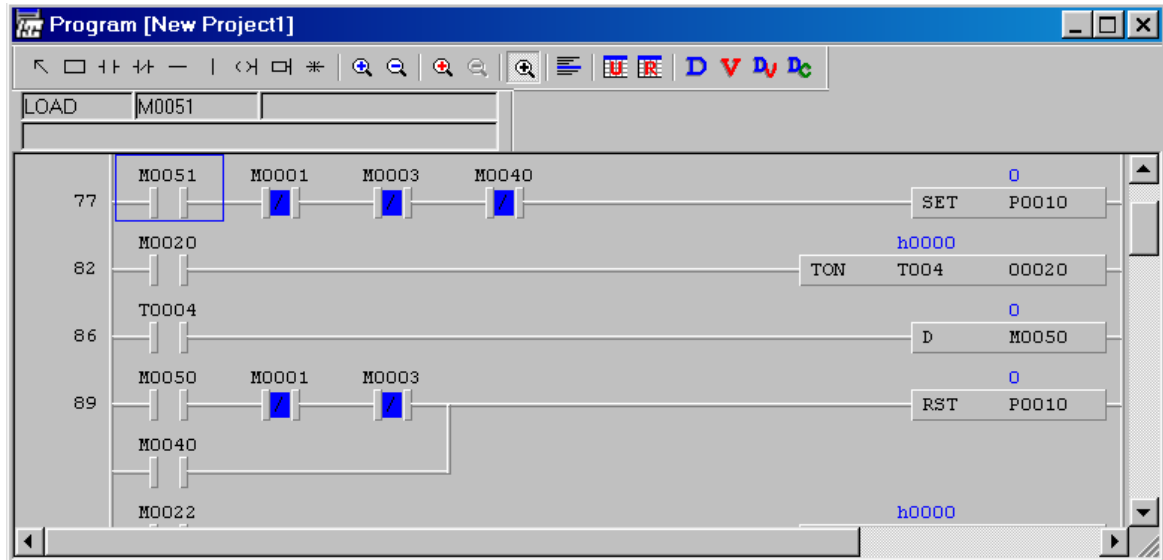 Program [New Project1]
U R D V DV DC
LOAD M0051
M0051 M0001 M0003 M0040 0
77 SET P0010
M0020 h0000
82 TON T004 00020
T0004 0
86 D M0050
M0050 M0001 M0003 0
89 RST P0010
M0040
M0022 h0000